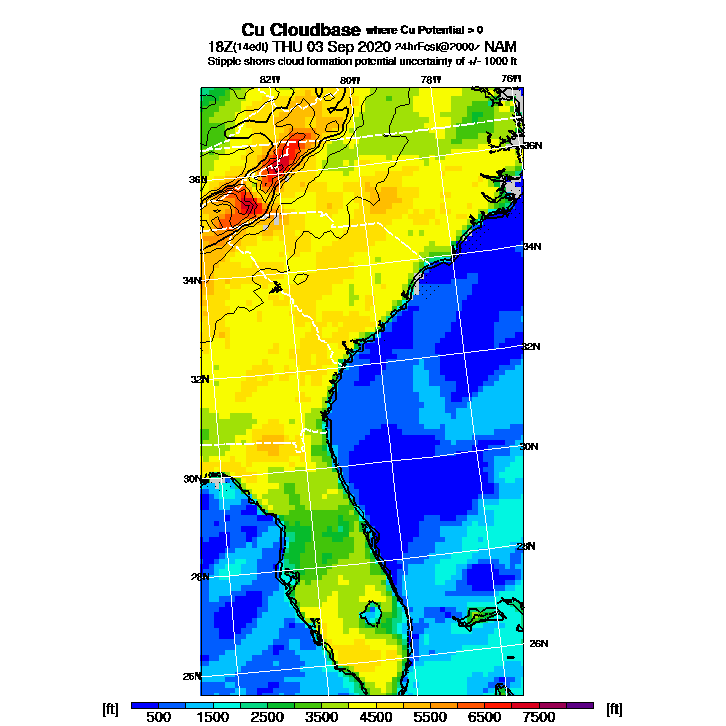 Cu Cloudbase where Cu Potential > 0
18Z(14edt) THU 03 Sep 2020 24hrFcst@2000z NAM
Stipple shows cloud formation potential uncertainty of +/- 1000 ft
82W 80W 78W 76W
36N
36N
34N
34N
32N
32N
30N
30N
28N
28N
26N
26N
[ft] 500 1500 2500 3500 4500 5500 6500 7500 [ft]